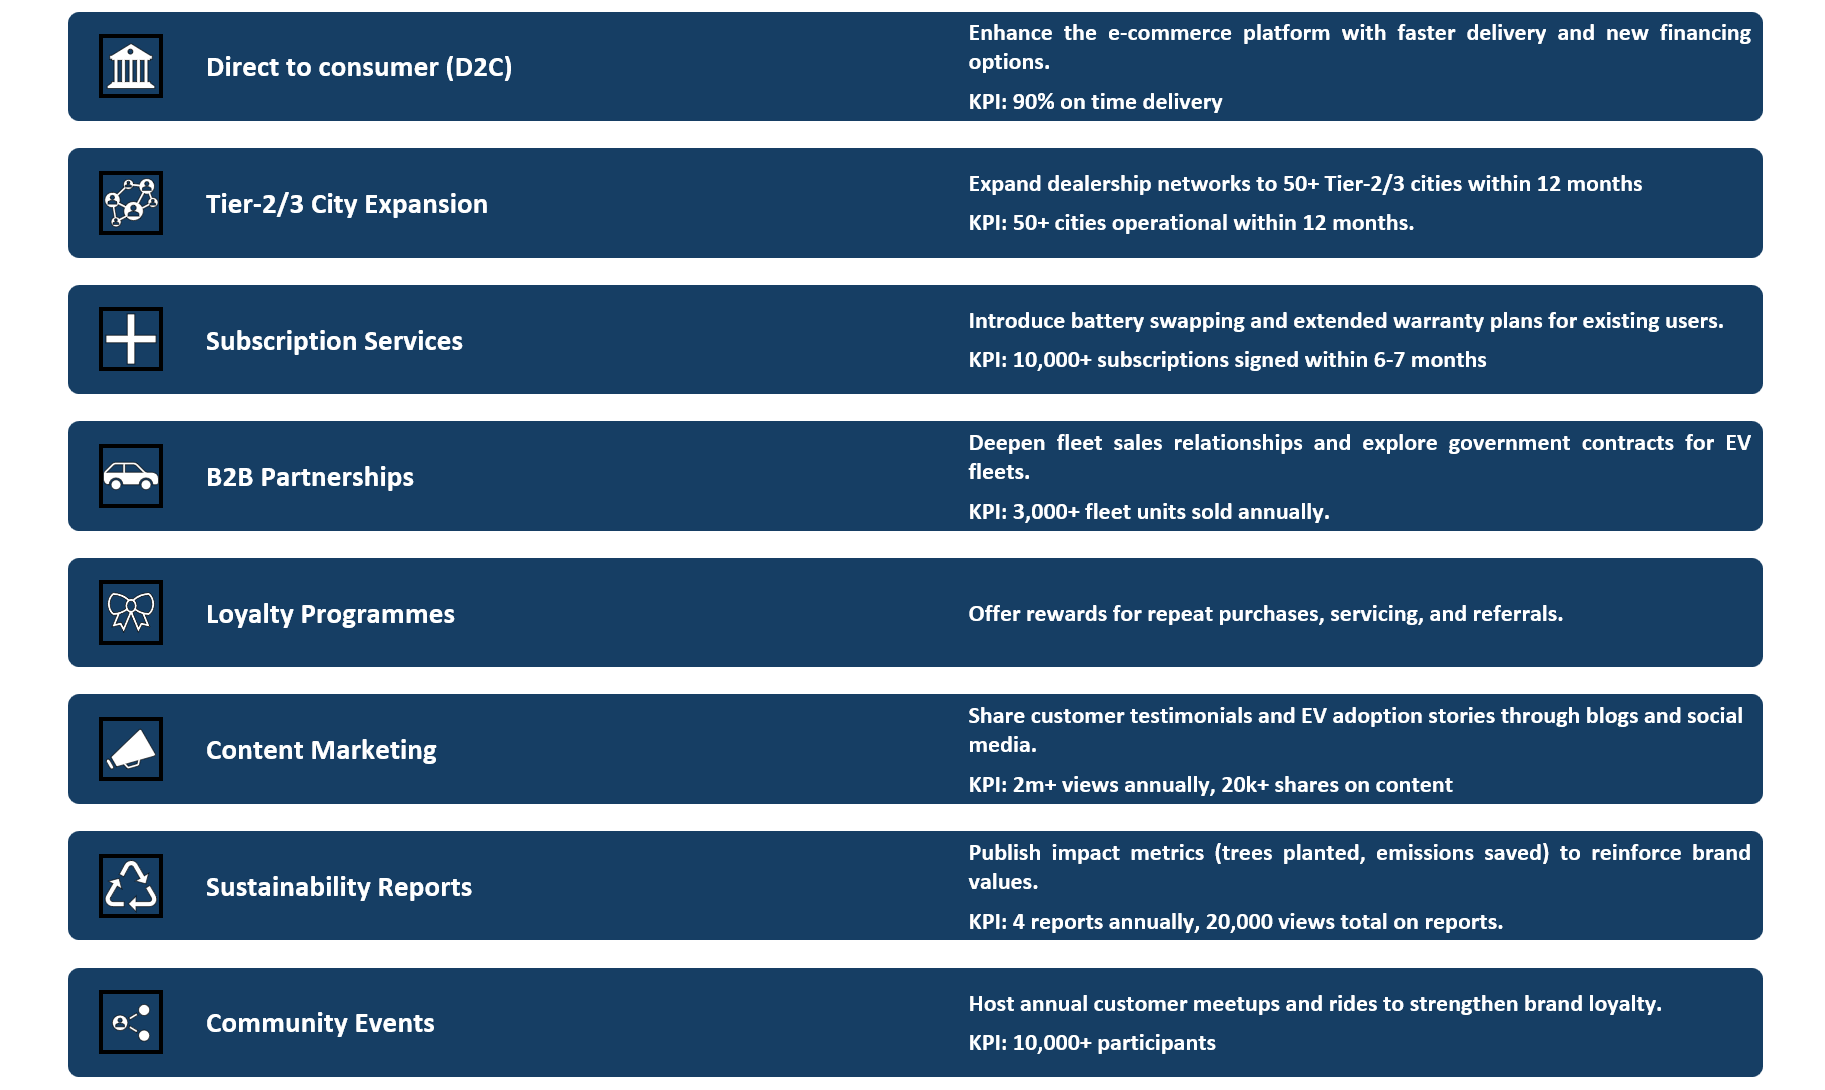 Direct to consumer (D2C)
Enhance the e-commerce platform with faster delivery and new financing
options.
KPI: 90% on time delivery
Tier-2/3 City Expansion
Expand dealership networks to 50+ Tier-2/3 cities within 12 months
KPI: 50+ cities operational within 12 months.
Subscription Services
Introduce battery swapping and extended warranty plans for existing users.
KPI: 10,000+ subscriptions signed within 6-7 months
B2B Partnerships
Deepen fleet sales relationships and explore government contracts for EV
fleets.
KPI: 3,000+ fleet units sold annually.
Loyalty Programmes
Offer rewards for repeat purchases, servicing, and referrals.
Content Marketing
Share customer testimonials and EV adoption stories through blogs and social
media.
KPI: 2m+ views annually, 20k+ shares on content
Sustainability Reports
Publish impact metrics (trees planted, emissions saved) to reinforce brand
values.
KPI: 4 reports annually, 20,000 views total on reports.
Community Events
Host annual customer meetups and rides to strengthen brand loyalty.
KPI: 10,000+ participants